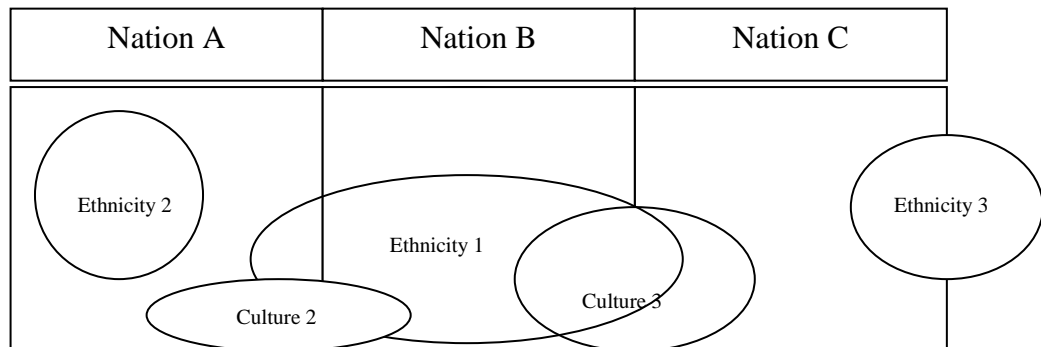 Nation A
Nation B
Nation C
Ethnicity 2
Ethnicity 3
Ethnicity 1
Culture 3
Culture 2